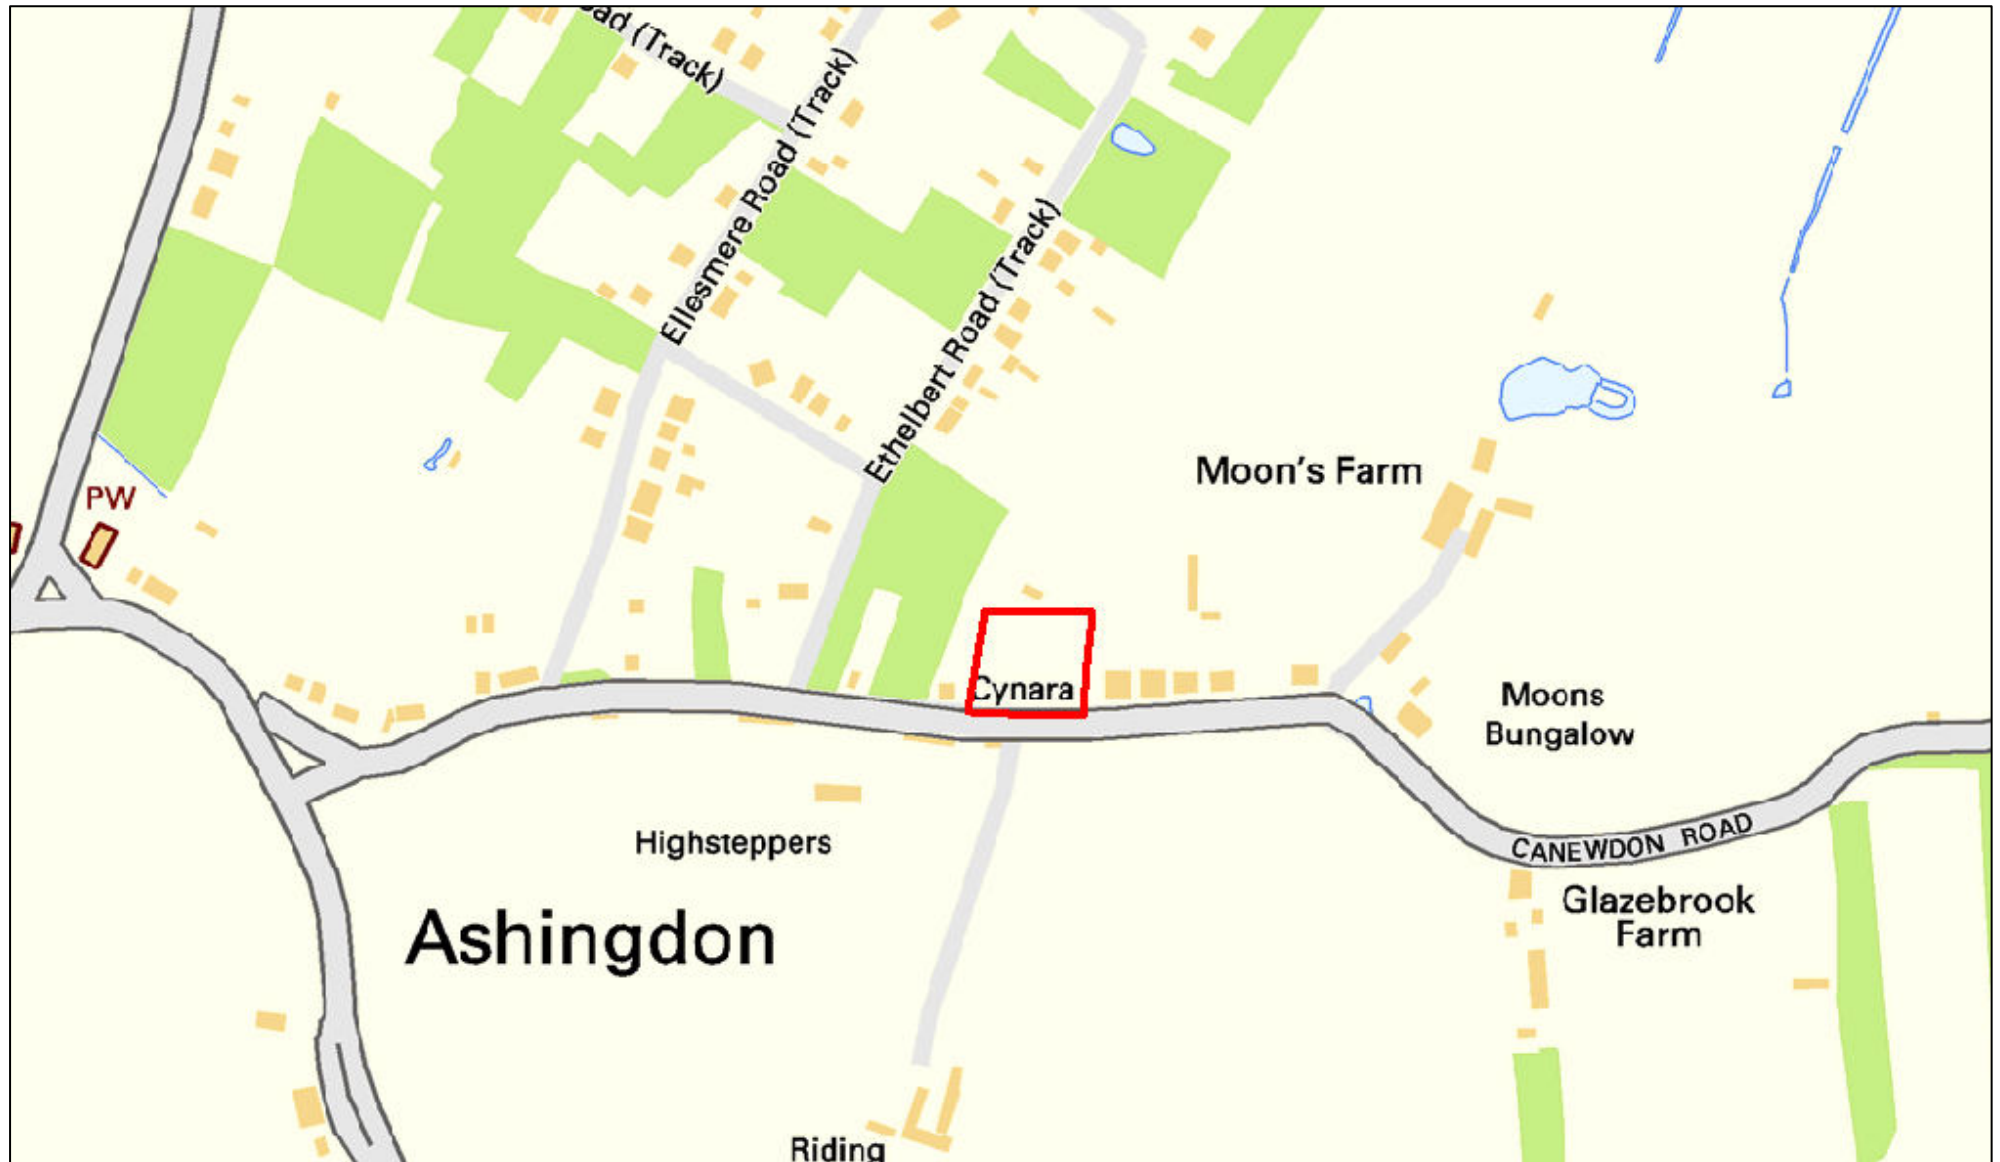 (Track)
Ellesmere Road (Track)
Ethelbert Road (Track)
Moon's Farm
PW
Cynara
Moons
Bungalow
CANEWDON ROAD
Highsteppers
Glazebrook
Farm
Ashingdon
Riding